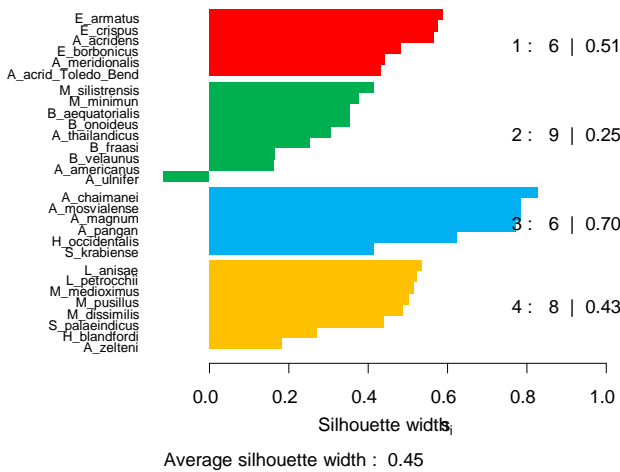 E_armatus
E_crispus
A_acridens
E_borbonicus
A_meridionalis
A_acrid_Toledo_Bend
1 : 6 | 0.51
M_silistrensis
M_minimun
B_aequatorialis
B_onoideus
A_thailandicus
B_fraasi
B_velaunus
A_americanus
A_ulnifer
2 : 9 | 0.25
A_chaimanei
A_mosvialense
A_magnum
A_pangan
H_occidentalis
S_krabiense
3 : 6 | 0.70
L_anisae
L_petrocchii
M_medioximus
M_pusillus
M_dissimilis
S_palaeindicus
H_blandfordi
A_zelteni
4 : 8 | 0.43
0.0 0.2 0.4 0.6 0.8 1.0
Silhouette width si
Average silhouette width : 0.45